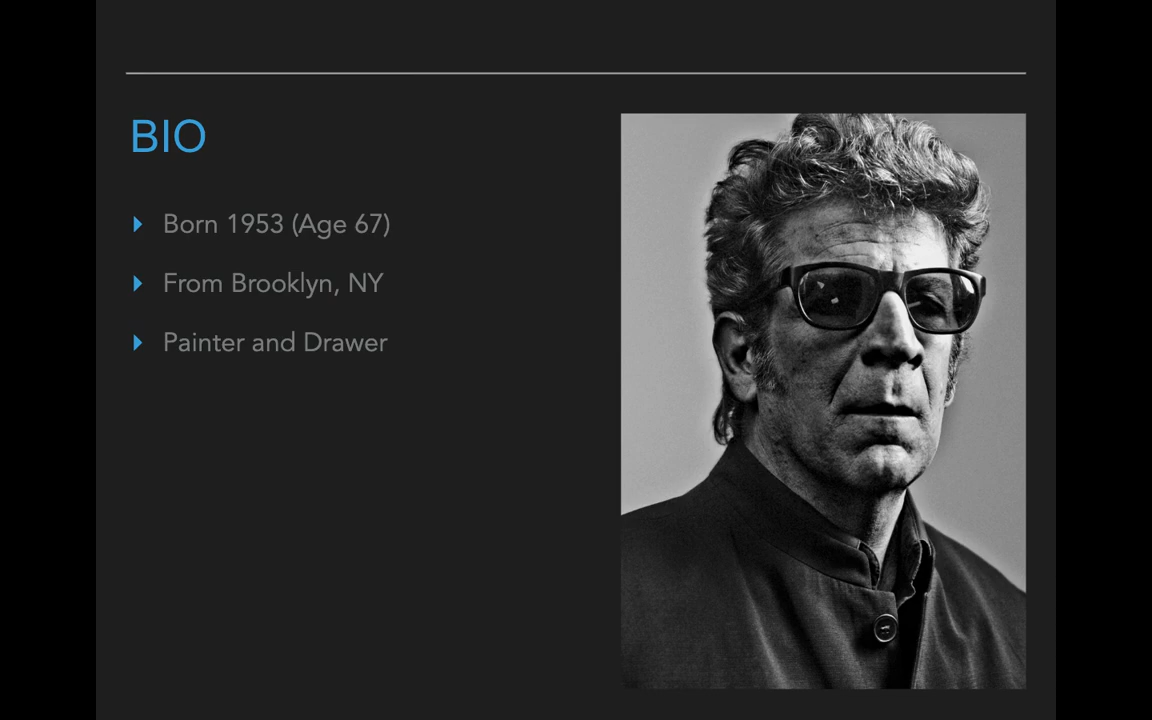 BIO
Born 1953 (Age 67)
From Brooklyn, NY
Painter and Drawer